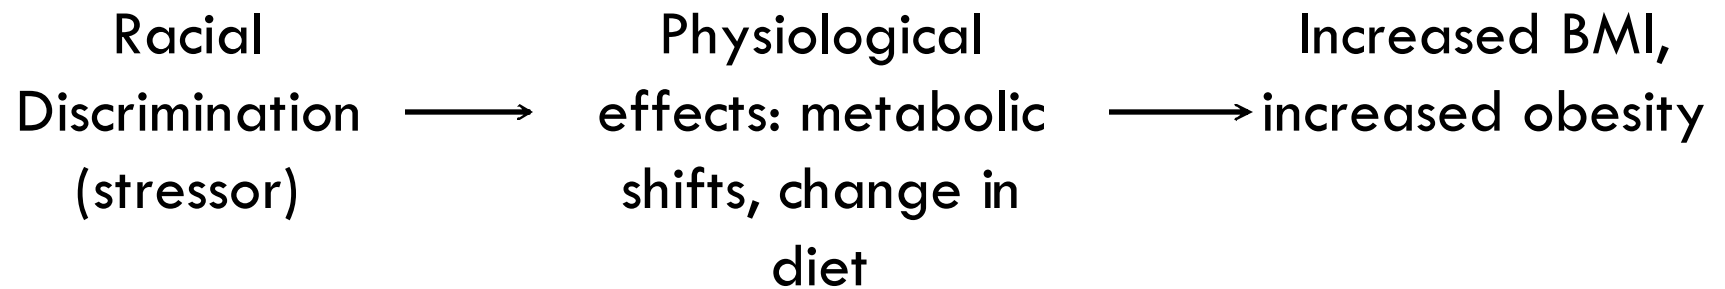 Racial
Discrimination
(stressor)
Physiological
effects: metabolic
shifts, change in
diet
Increased BMI,
increased obesity